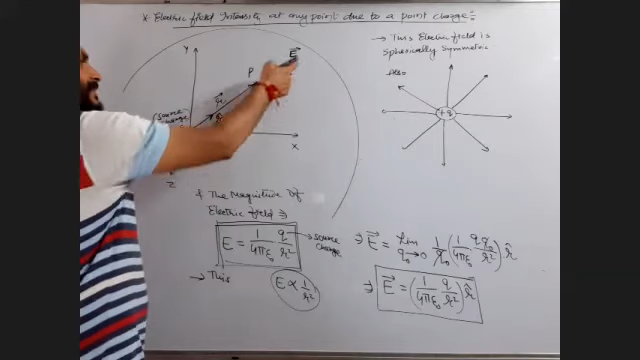 * Electric field Intensity at any point due to a point charge:-
→ This Electric field is
Spherically Symmetric
Also
Y
E
P
r̂
(source
charge
X
Z
+q
* The Magnitude Of
Electric field ⇒
E = 1/4πε₀ q/r² → source
charge
→ This
E ∝ 1/r²
⇒ E⃗ = lim q₀→0 1/q₀ (1/4πε₀ qq₀/r²) r̂
⇒ E⃗ = (1/4πε₀ q/r²) r̂